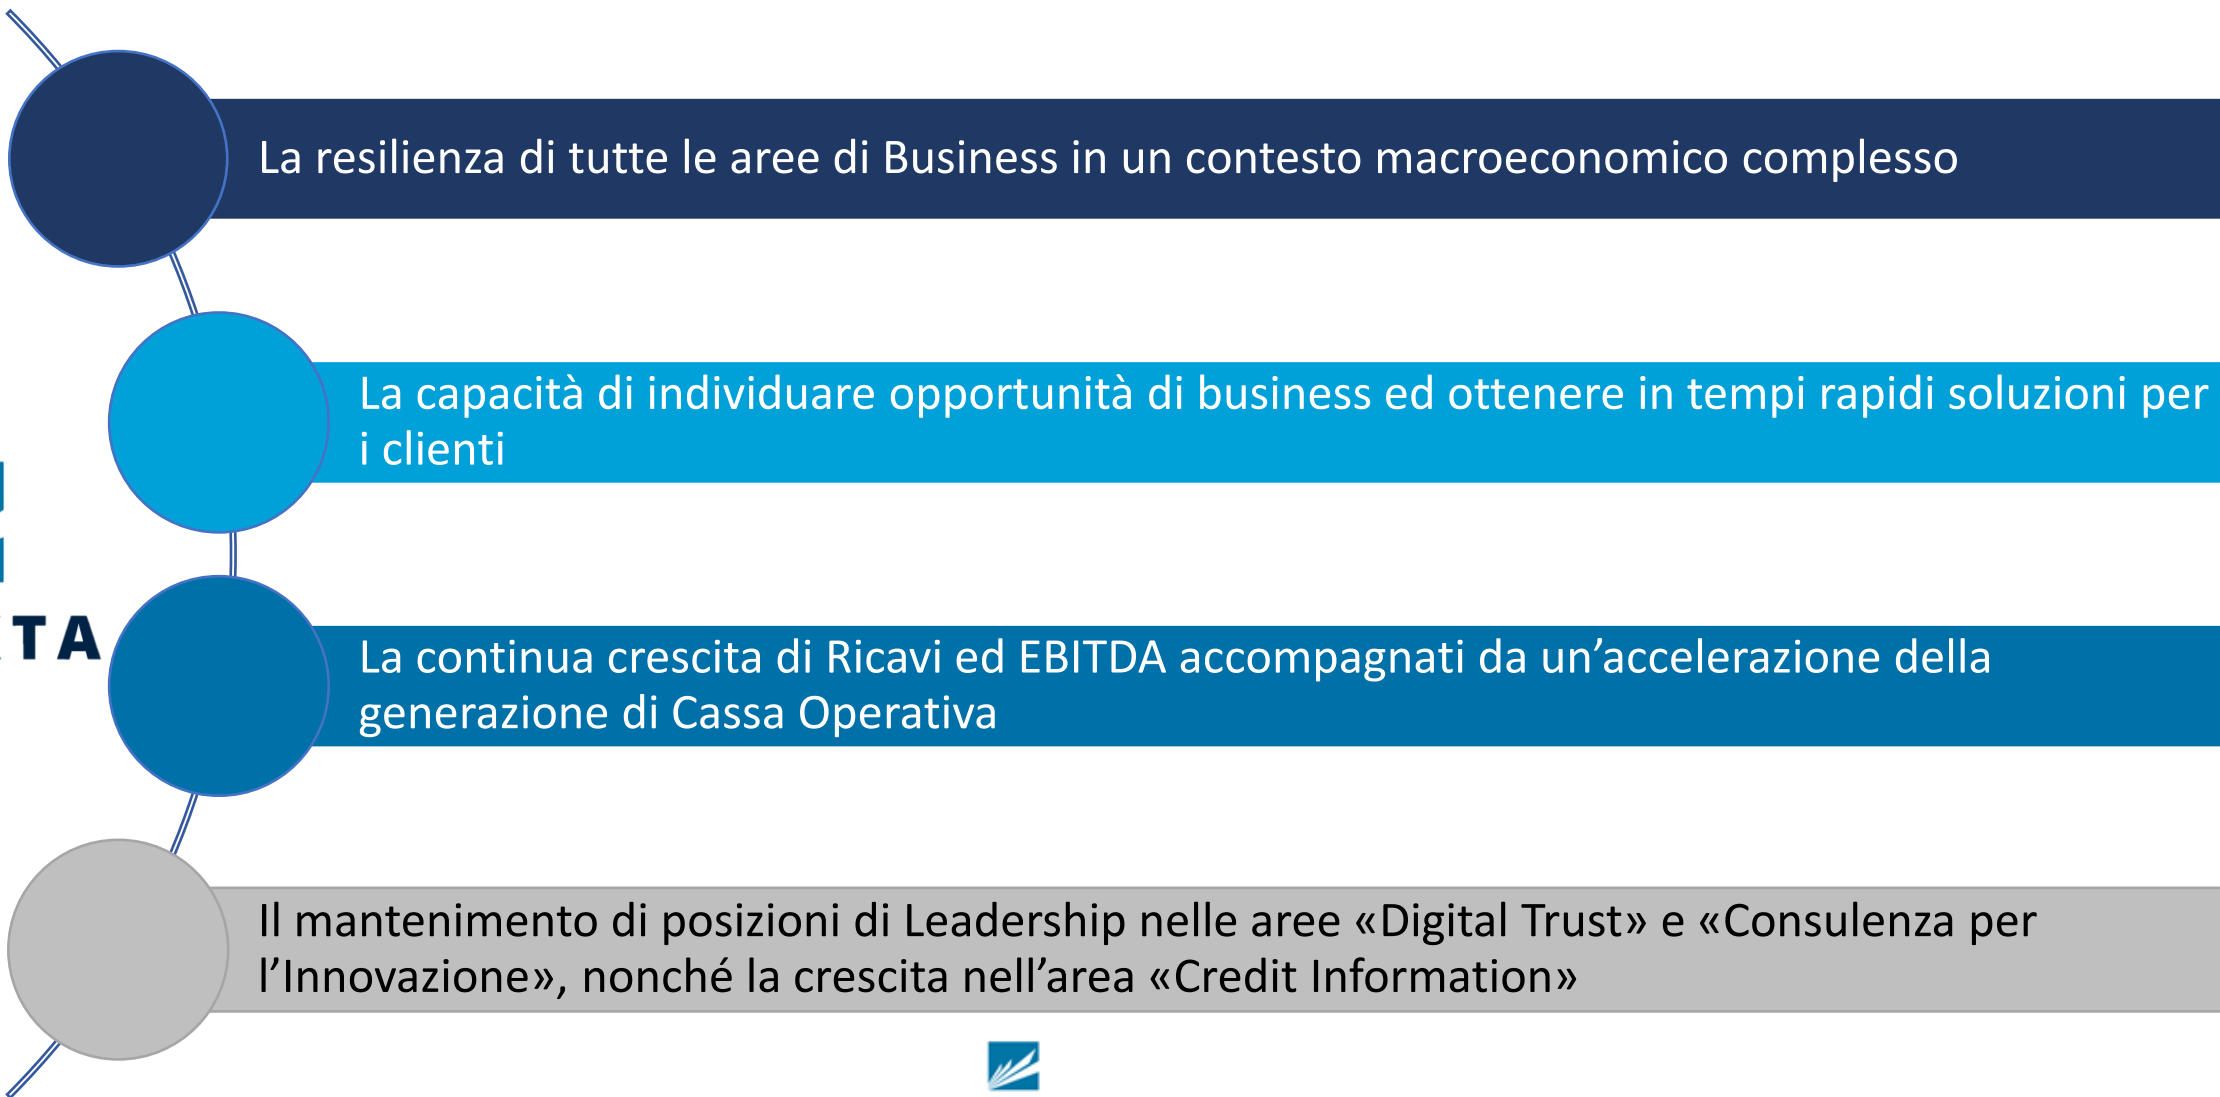 La resilienza di tutte le aree di Business in un contesto macroeconomico complesso
La capacità di individuare opportunità di business ed ottenere in tempi rapidi soluzioni per
i clienti
TA
La continua crescita di Ricavi ed EBITDA accompagnati da un’accelerazione della
generazione di Cassa Operativa
Il mantenimento di posizioni di Leadership nelle aree «Digital Trust» e «Consulenza per
l’Innovazione», nonché la crescita nell’area «Credit Information»